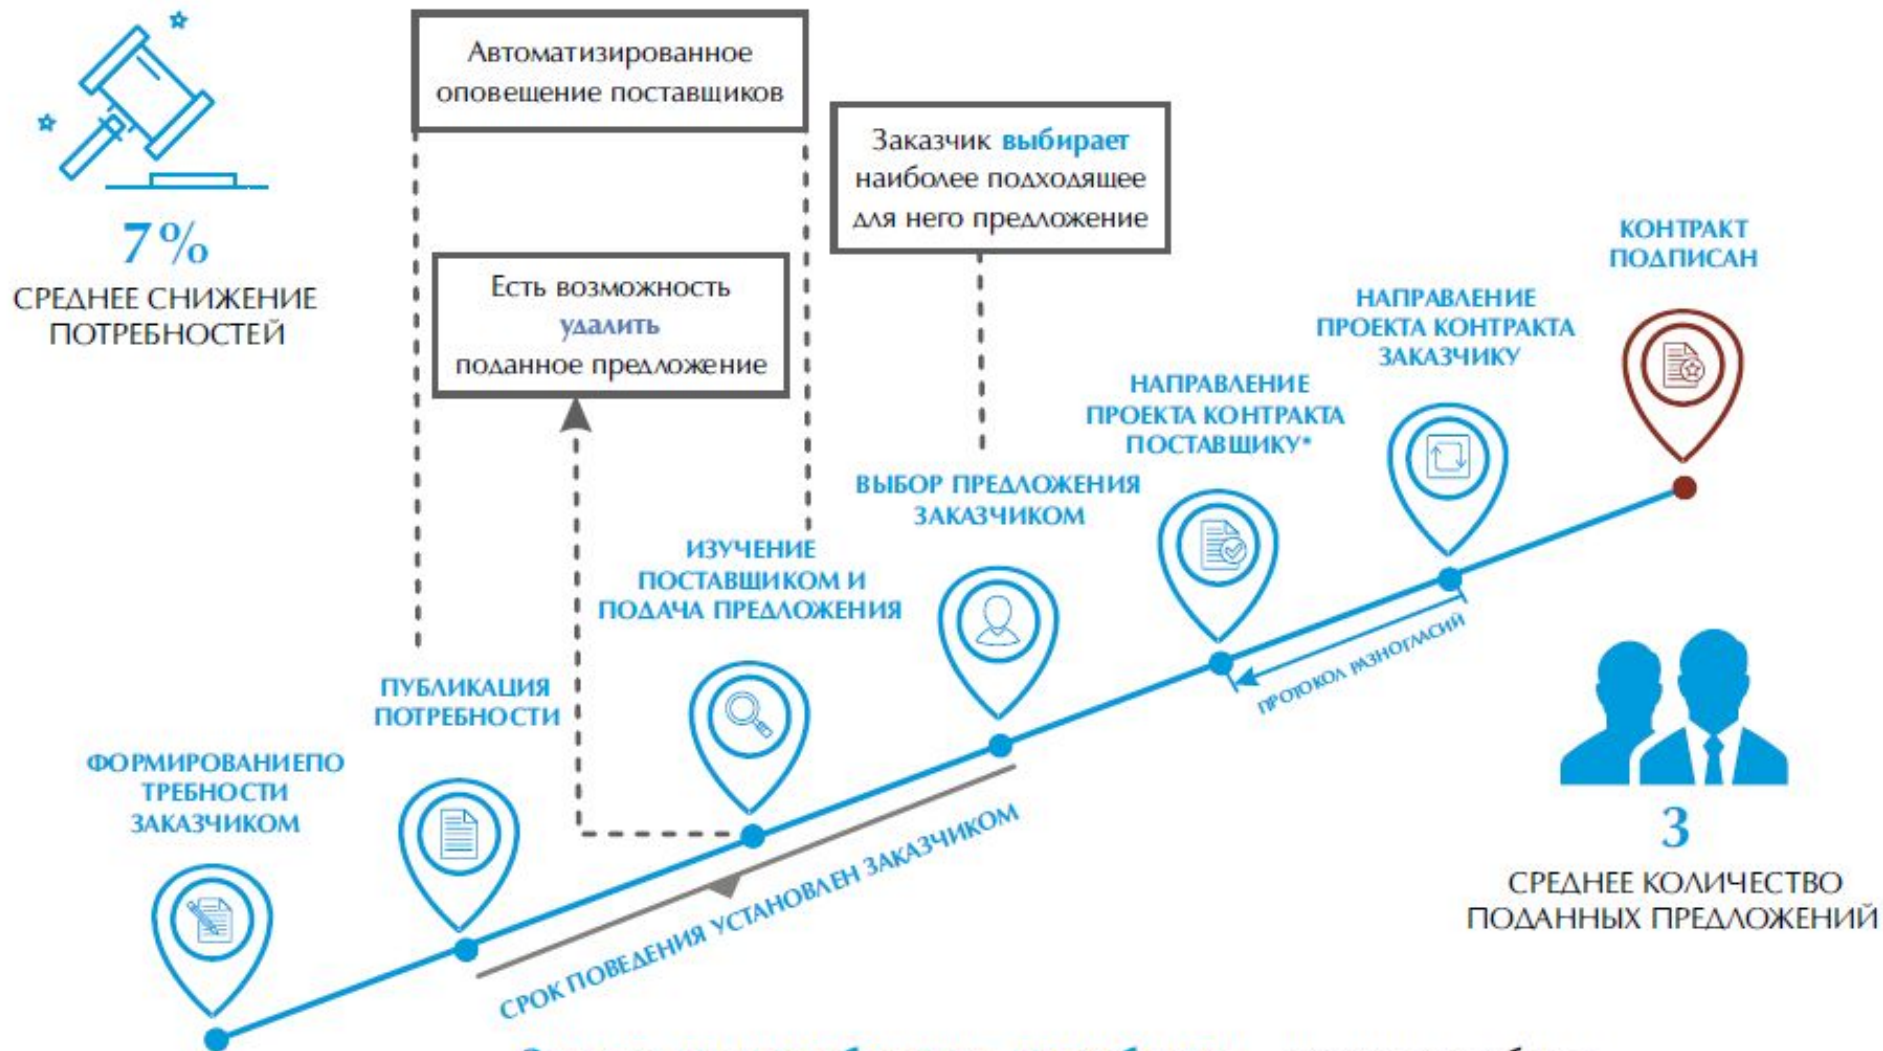 Автоматизированное
оповещение поставщиков
Заказчик выбирает
наиболее подходящее
для него предложение
7%
СРЕДНЕЕ СНИЖЕНИЕ
ПОТРЕБНОСТЕЙ
Есть возможность
удалить
поданное предложение
КОНТРАКТ
ПОДПИСАН
НАПРАВЛЕНИЕ
ПРОЕКТА КОНТРАКТА
ЗАКАЗЧИКУ
НАПРАВЛЕНИЕ
ПРОЕКТА КОНТРАКТА
ПОСТАВЩИКУ*
ВЫБОР ПРЕДЛОЖЕНИЯ
ЗАКАЗЧИКОМ
ИЗУЧЕНИЕ
ПОСТАВЩИКОМ И
ПОДАЧА ПРЕДЛОЖЕНИЯ
ПУБЛИКАЦИЯ
ПОТРЕБНОСТИ
ФОРМИРОВАНИЕПО
ТРЕБНОСТИ
ЗАКАЗЧИКОМ
ПРОТОКОЛ РАЗНОГЛАСИЙ
СРОК ПОВЕДЕНИЯ УСТАНОВЛЕН ЗАКАЗЧИКОМ
3
СРЕДНЕЕ КОЛИЧЕСТВО
ПОДАННЫХ ПРЕДЛОЖЕНИЙ